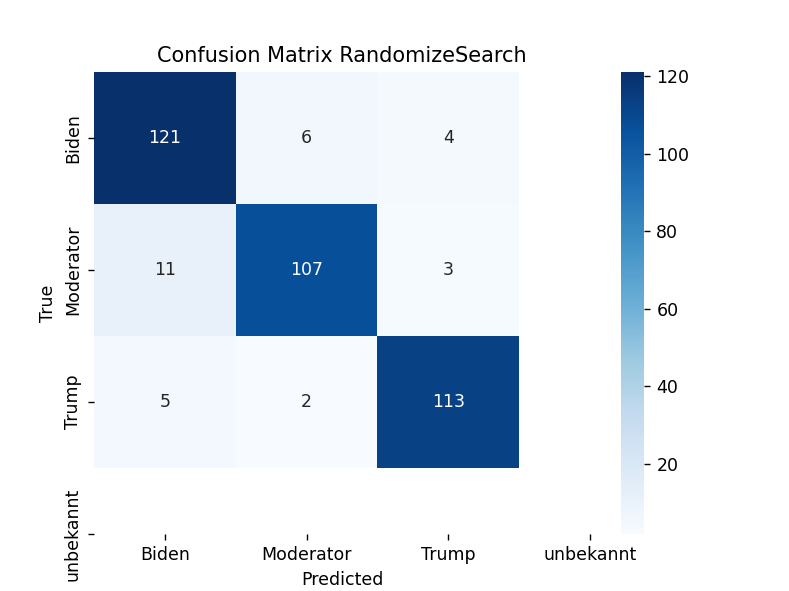 Confusion Matrix RandomizeSearch
True
Biden
121
6
4
Moderator
11
107
3
Trump
5
2
113
unbekannt
Biden
Moderator
Trump
unbekannt
Predicted
120
100
80
60
40
20